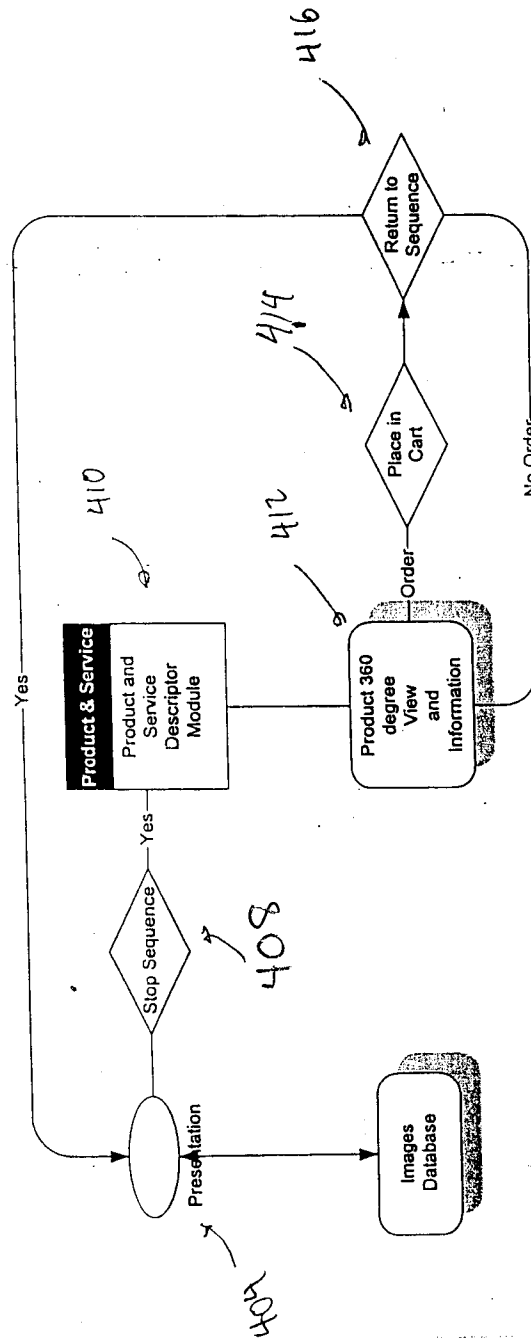 Yes
404
Presentation
Images
Database
Stop Sequence
408
Yes
Product & Service
Product and
Service
Descriptor
Module
410
Product 360
degree
View
and
Information
412
Order
Place in
Cart
414
Return to
Sequence
416
No Order